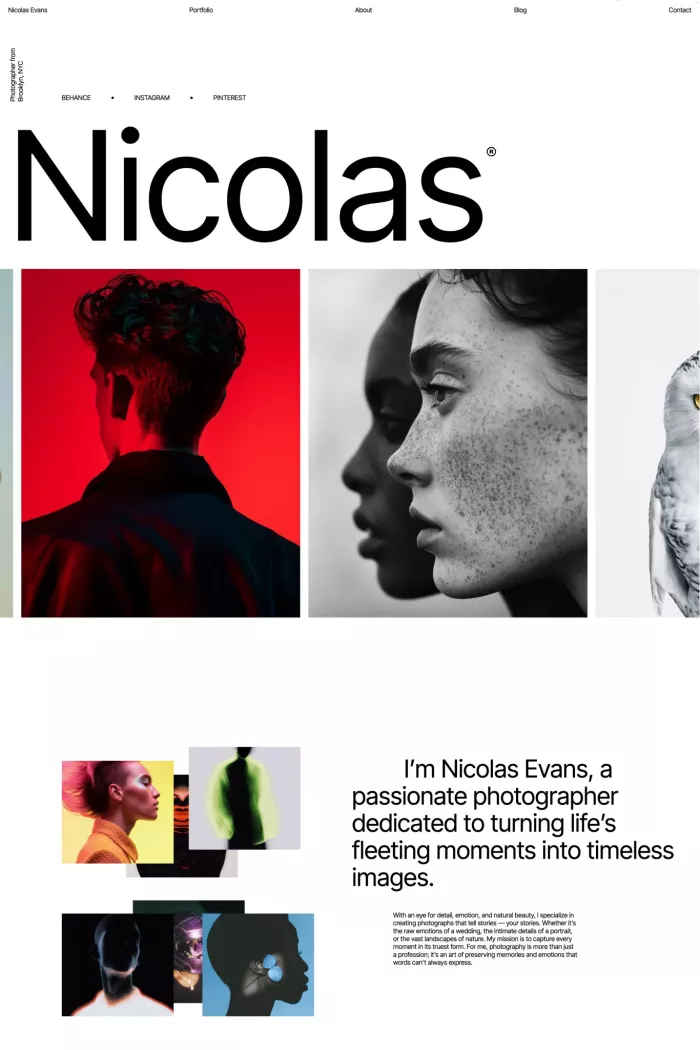 Nicolas Evans
Portfolio
About
Blog
Contact
Photographer from
Brooklyn, NYC
BEHANCE • INSTAGRAM • PINTEREST
Nicolas®
I’m Nicolas Evans, a
passionate photographer
dedicated to turning life’s
fleeting moments into timeless
images.
With an eye for detail, emotion, and natural beauty, I specialize in
creating photographs that tell stories — your stories. Whether it’s
the raw emotions of a wedding, the intimate details of a portrait,
or the vast landscapes of nature. My mission is to capture every
moment in its truest form. For me, photography is more than just
a profession; it’s an art of preserving memories and emotions that
words can’t always express.